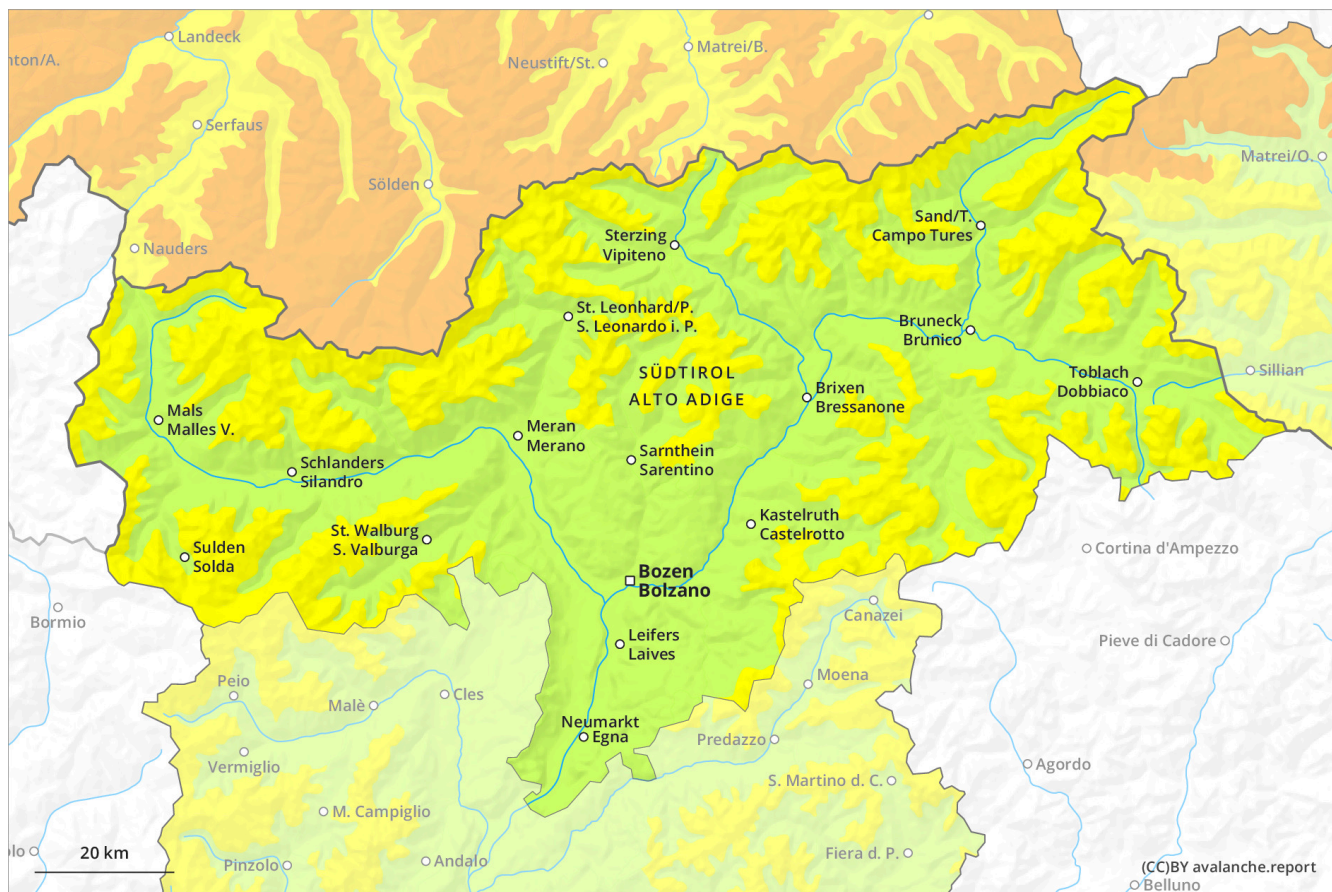 Landeck
nton/A.
Matrei/B.
Neustift/St.
Serfaus
Matrei/O.
Sölden
Sand/T.
Campo Tures
Sterzing
Vipiteno
Nauders
St. Leonhard/P.
S. Leonardo i. P.
Bruneck
Brunico
SÜDTIROL
ALTO ADIGE
Toblach
Dobbiaco
Sillian
Brixen
Bressanone
Mals
Malles V.
Meran
Merano
Sarnthein
Sarentino
Schlanders
Silandro
Kastelruth
Castelrotto
St. Walburg
S. Valburga
Sulden
Solda
Cortina d'Ampezzo
Bozen
Bolzano
Bormio
Canazei
Leifers
Laives
Pieve di Cadore
Moena
Peio
Cles
Malè
Neumarkt
Egna
Predazzo
Vermiglio
Agordo
S. Martino d. C.
M. Campiglio
olo
20 km
Pinzolo
Andalo
Fiera d. P.
(CC)BY avalanche.report
Belluno